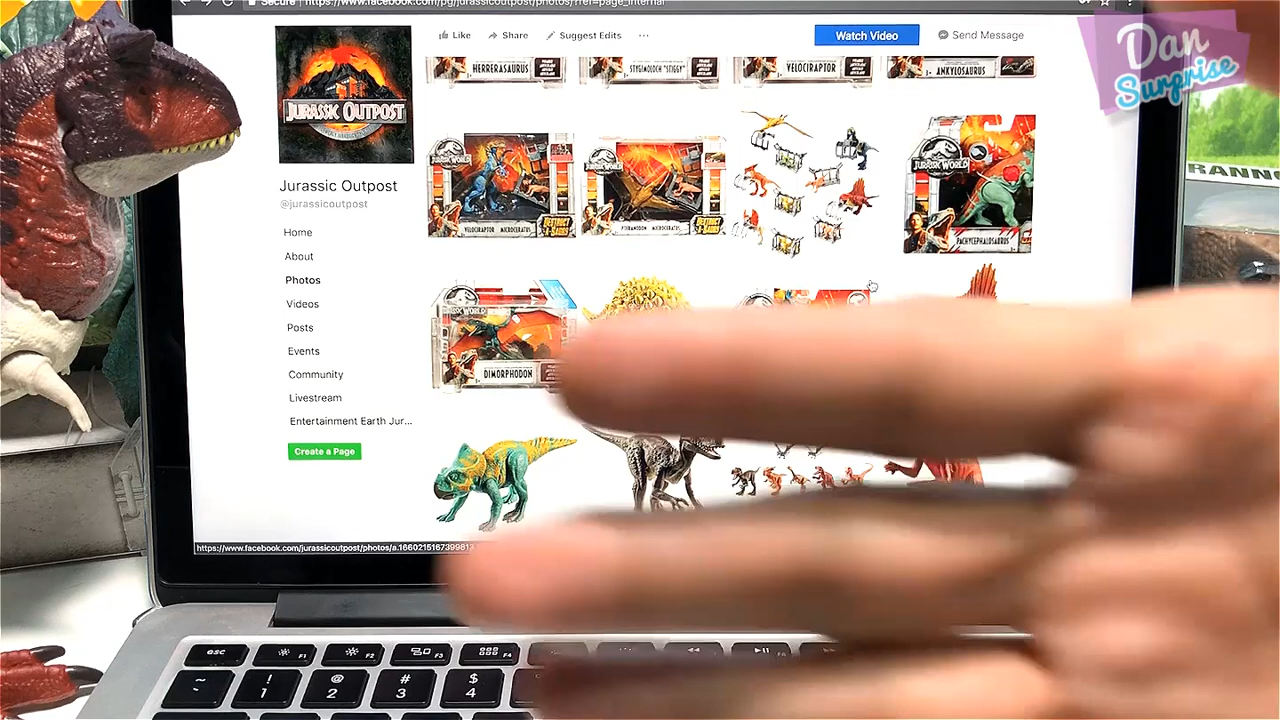 Secure https://www.facebook.com/pg/jurassicoutpost/photos/?ref=page_internal
Like Share Suggest Edits ... Watch Video Send Message
Dan
Surprise
HERRERASAURUS STYGIMOLOCH "STIGGY" VELOCIRAPTOR ANKYLOSAURUS
JURASSIC OUTPOST
JURASSIC WORLD
JURASSIC WORLD
JURASSIC WORLD
VELOCIRAPTOR MICROCERATUS
PTERANODON MICROCERATUS
PACHYCEPHALOSAURUS
RANNO
Jurassic Outpost
@jurassicoutpost
Home
About
Photos
Videos
Posts
Events
Community
Livestream
Entertainment Earth Jur...
Create a Page
JURASSIC WORLD
DIMORPHODON
https://www.facebook.com/jurassicoutpost/photos/a.1660215167399813
esc F1 F2 F3 F4
~ ! @ # $
` 1 2 3 4